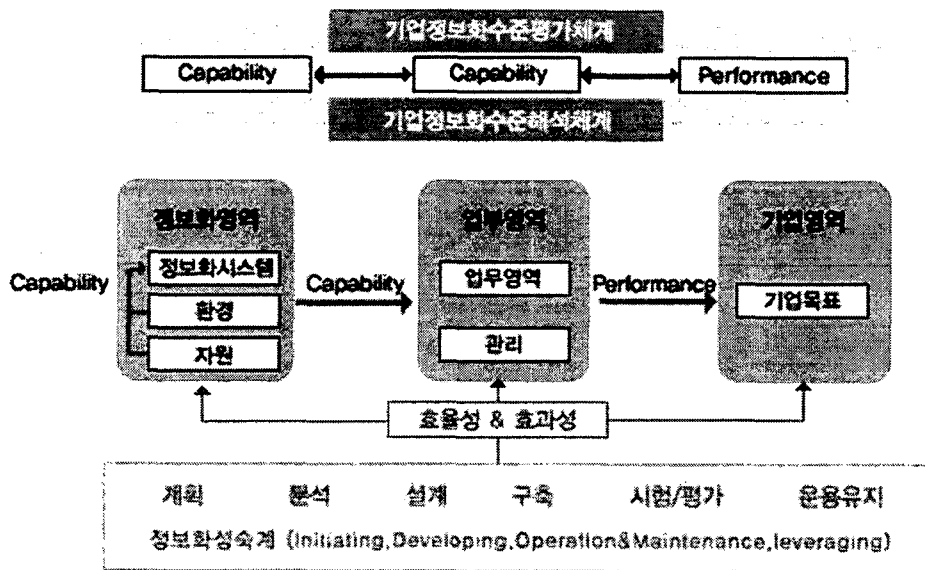 기업정보화수준평가체계
Capability Capability Performance
기업정보화수준해석체계
정보화영역 업무영역 기업영역
정보화시스템
환경
자원
Capability
Capability
업무영역
관리
Performance
기업목표
효율성 & 효과성
계획 분석 설계 구축 시험/평가 운용유지
정보화성숙계 (Initiating,Developing,Operation&Maintenance,leveraging)